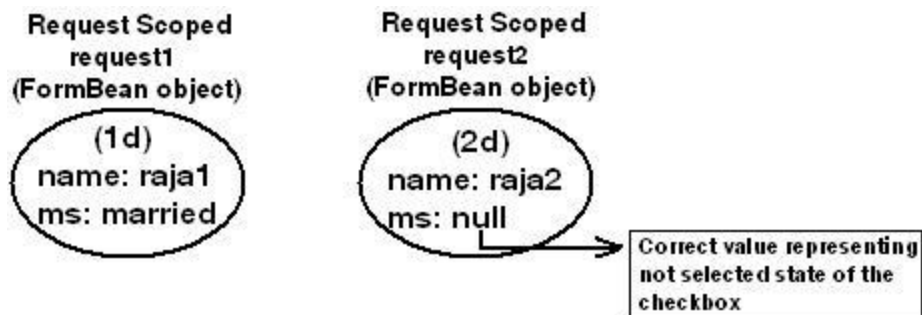 Request Scoped
request1
(FormBean object)
(1d)
name: raja1
ms: married
Request Scoped
request2
(FormBean object)
(2d)
name: raja2
ms: null
Correct value representing
not selected state of the
checkbox